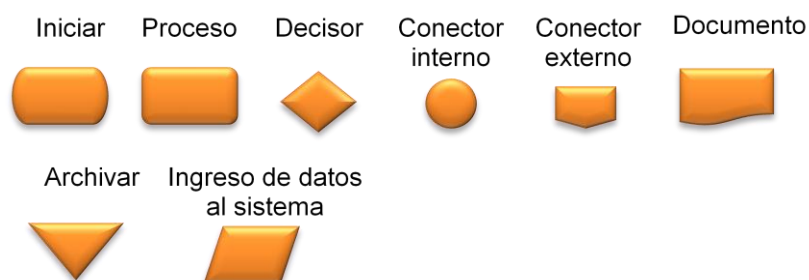 Iniciar
Proceso
Decisor
Conector
interno
Conector
externo
Documento
Archivar
Ingreso de datos
al sistema